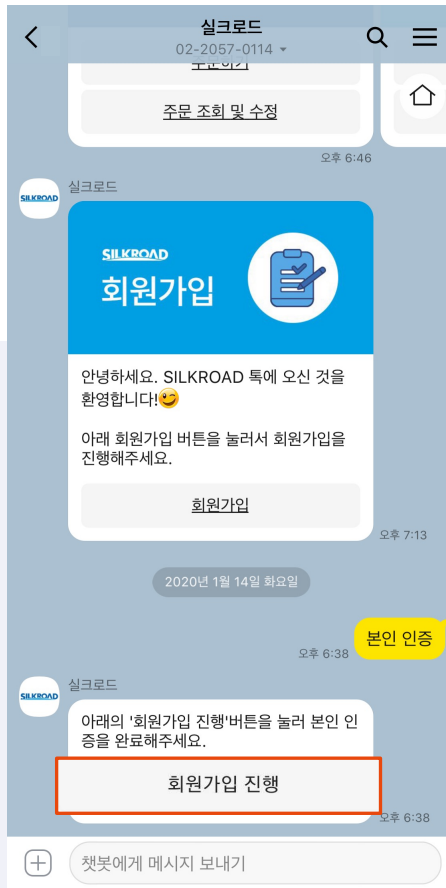 실크로드
02-2057-0114
주문하기
주문 조회 및 수정
오후 6:46
실크로드
SILKROAD
SILKROAD
회원가입
안녕하세요. SILKROAD 톡에 오신 것을
환영합니다!
아래 회원가입 버튼을 눌러서 회원가입을
진행해주세요.
회원가입
오후 7:13
2020년 1월 14일 화요일
본인 인증
오후 6:38
실크로드
SILKROAD
아래의 '회원가입 진행'버튼을 눌러 본인 인
증을 완료해주세요.
회원가입 진행
오후 6:38
챗봇에게 메시지 보내기